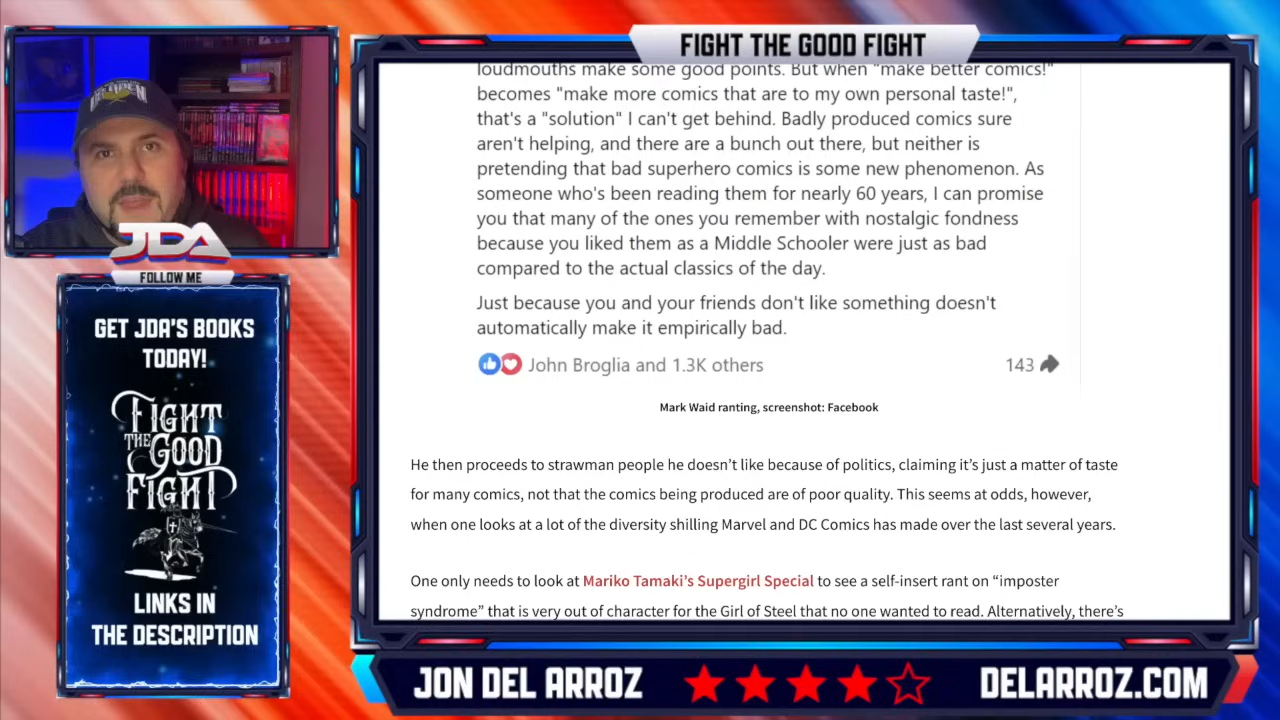 FIGHT THE GOOD FIGHT
loudmouths make some good points. But when "make better comics!"
becomes "make more comics that are to my own personal taste!",
that's a "solution" I can't get behind. Badly produced comics sure
aren't helping, and there are a bunch out there, but neither is
pretending that bad superhero comics is some new phenomenon. As
someone who's been reading them for nearly 60 years, I can promise
you that many of the ones you remember with nostalgic fondness
because you liked them as a Middle Schooler were just as bad
compared to the actual classics of the day.
Just because you and your friends don't like something doesn't
automatically make it empirically bad.
John Broglia and 1.3K others
143
Mark Waid ranting, screenshot: Facebook
He then proceeds to strawman people he doesn’t like because of politics, claiming it’s just a matter of taste
for many comics, not that the comics being produced are of poor quality. This seems at odds, however,
when one looks at a lot of the diversity shilling Marvel and DC Comics has made over the last several years.
One only needs to look at Mariko Tamaki’s Supergirl Special to see a self-insert rant on “imposter
syndrome” that is very out of character for the Girl of Steel that no one wanted to read. Alternatively, there’s
JDA
FOLLOW ME
GET JDA'S BOOKS
TODAY!
FIGHT
THE GOOD
FIGHT
LINKS IN
THE DESCRIPTION
JON DEL ARROZ
DELARROZ.COM